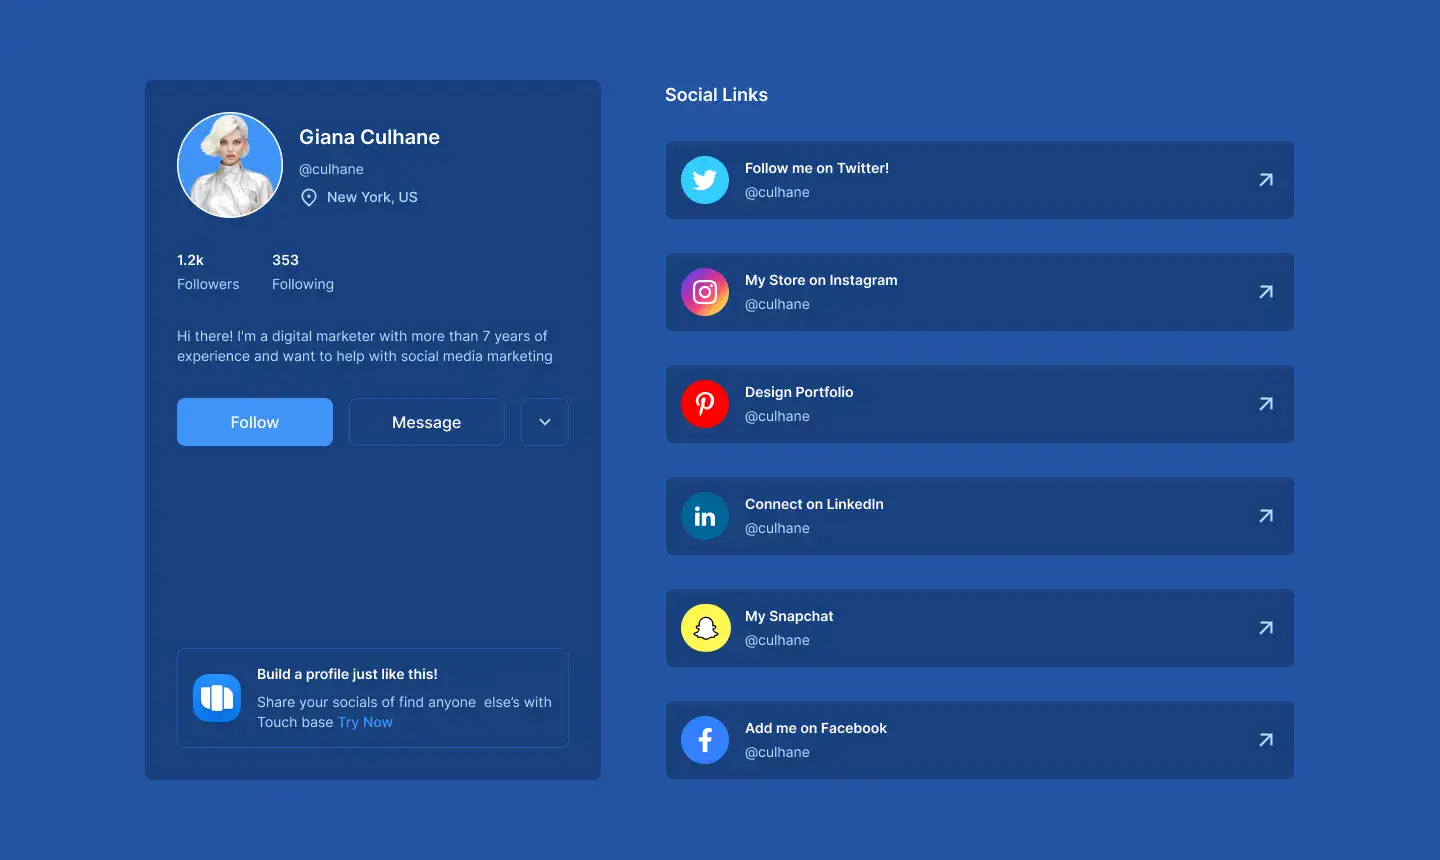 Giana Culhane
@culhane
New York, US
1.2k
Followers
353
Following
Hi there! I'm a digital marketer with more than 7 years of
experience and want to help with social media marketing
Follow
Message
Build a profile just like this!
Share your socials of find anyone  else’s with
Touch base Try Now
Social Links
Follow me on Twitter!
@culhane
My Store on Instagram
@culhane
Design Portfolio
@culhane
Connect on LinkedIn
@culhane
My Snapchat
@culhane
Add me on Facebook
@culhane